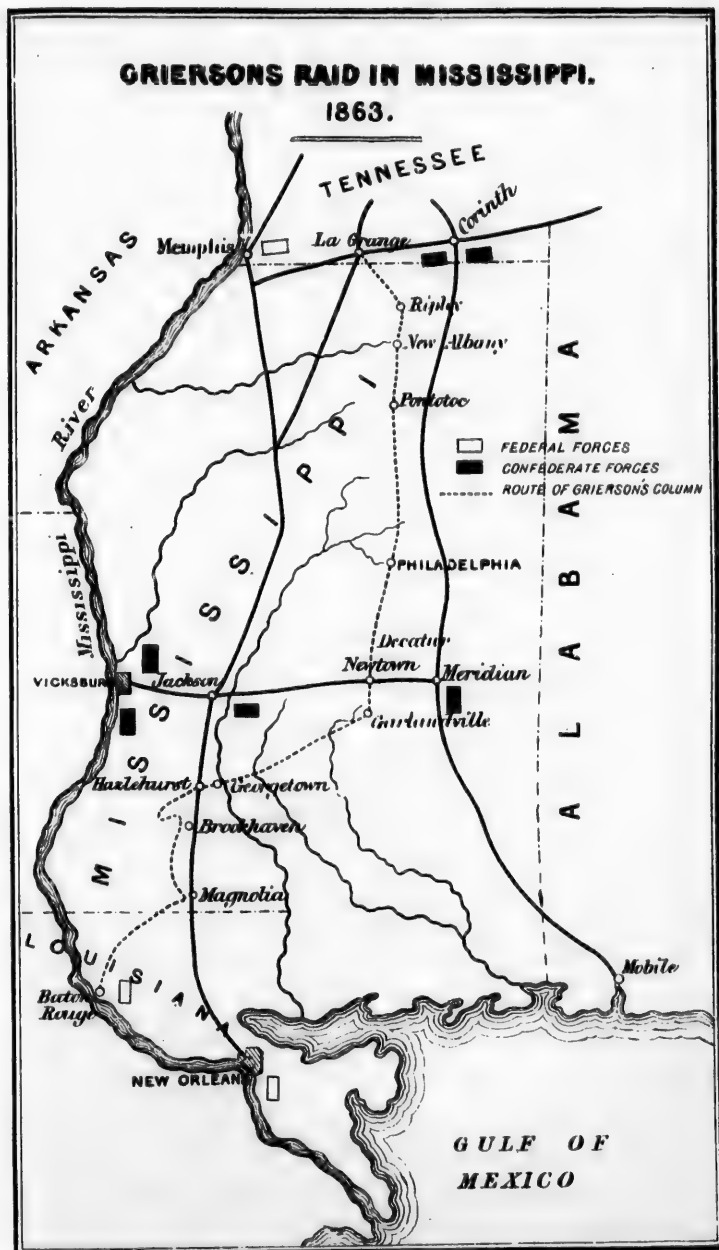 GRIERSONS RAID IN MISSISSIPPI.
1863.
TENNESSEE
ARKANSAS
Memphis
La Grange
Corinth
Ripley
New Albany
Pontotoc
River
Mississippi
MISSISSIPPI
ALABAMA
FEDERAL FORCES
CONFEDERATE FORCES
ROUTE OF GRIERSON'S COLUMN
PHILADELPHIA
Decatur
Newtown
Meridian
VICKSBURG
Jackson
Garlandville
Hazlehurst
Georgetown
Brookhaven
Magnolia
LOUISIANA
Baton
Rouge
Mobile
NEW ORLEANS
GULF OF
MEXICO